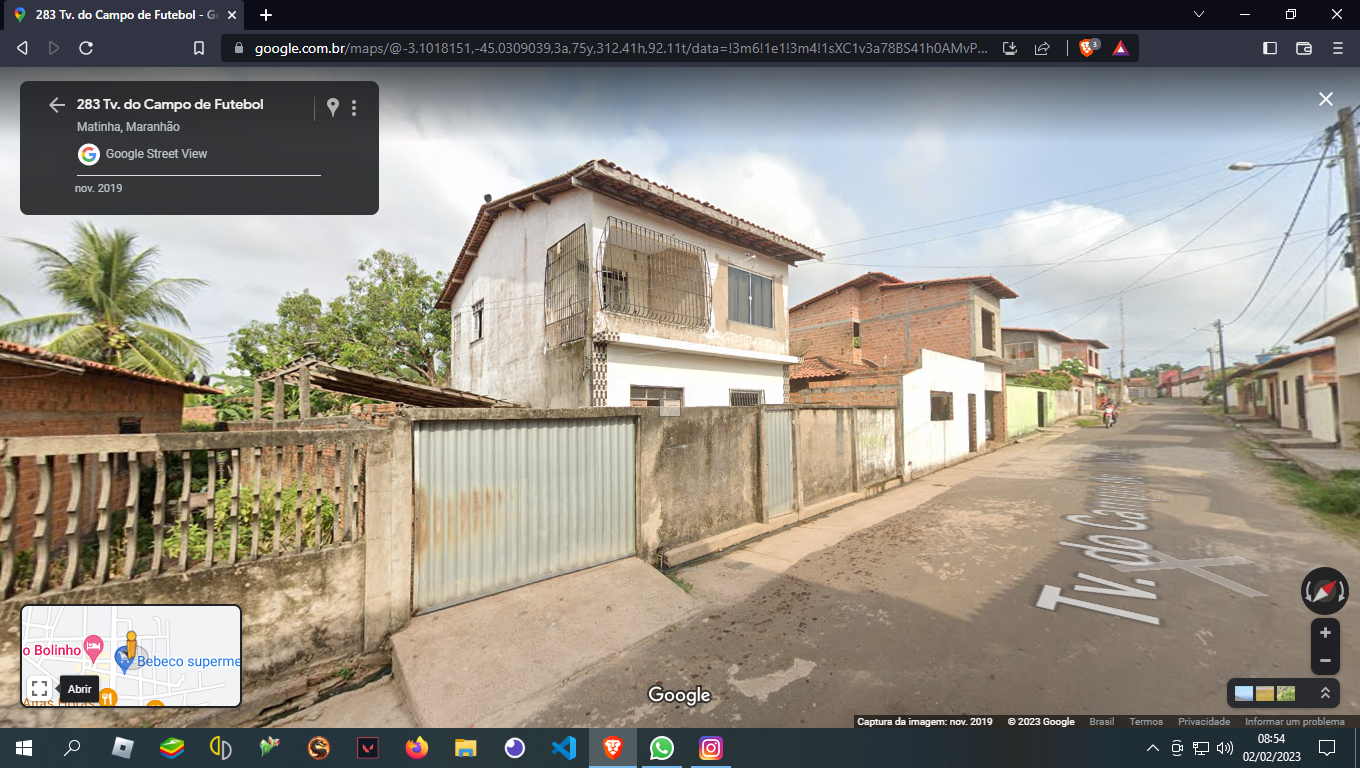 283 Tv. do Campo de Futebol - Go
google.com.br/maps/@-3.1018151,-45.0309039,3a,75y,312.41h,92.11t/data=!3m6!1e1!3m4!1sXC1v3a78BS41h0AMvP...
3
283 Tv. do Campo de Futebol
Matinha, Maranhão
Google Street View
nov. 2019
Tv. do Campo de
o Bolinho
Bebeco superme
Abrir
Google
Captura da imagem: nov. 2019 © 2023 Google Brasil Termos Privacidade Informar um problema
08:54
02/02/2023